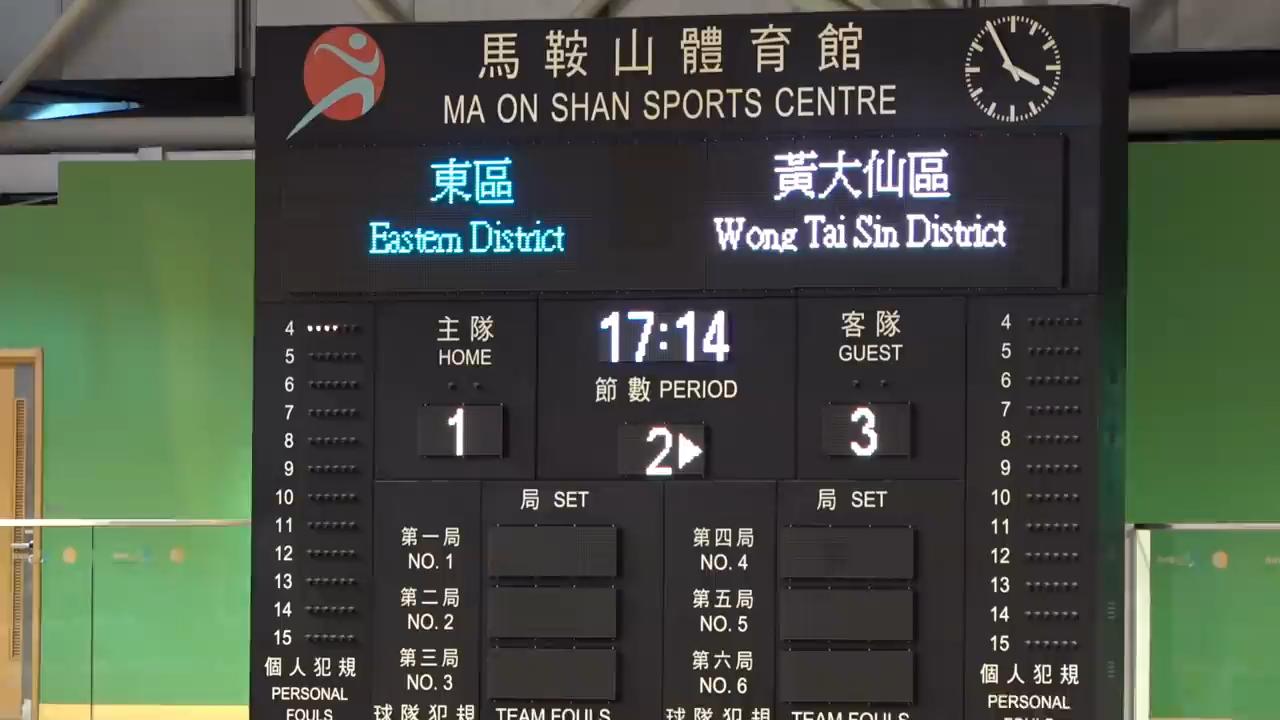 馬鞍山體育館
MA ON SHAN SPORTS CENTRE
東區
Eastern District
黃大仙區
Wong Tai Sin District
17:14
主隊
HOME
1
節數 PERIOD
2
客隊
GUEST
3
4
5
6
7
8
9
10
11
12
13
14
15
個人犯規
PERSONAL
FOULS
局 SET
第一局
NO. 1
第二局
NO. 2
第三局
NO. 3
球隊犯規
TEAM FOULS
局 SET
第四局
NO. 4
第五局
NO. 5
第六局
NO. 6
球隊犯規
TEAM FOULS
4
5
6
7
8
9
10
11
12
13
14
15
個人犯規
PERSONAL
FOULS